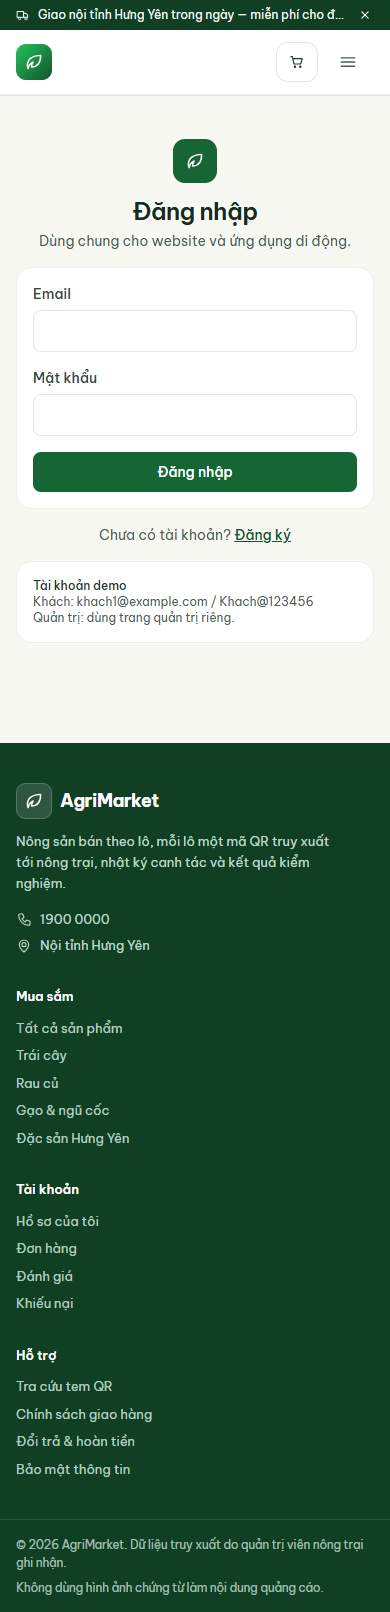 Giao nội tỉnh Hưng Yên trong ngày — miễn phí cho đ...
Đăng nhập
Dùng chung cho website và ứng dụng di động.
Email
Mật khẩu
Đăng nhập
Chưa có tài khoản? Đăng ký
Tài khoản demo
Khách: khach1@example.com / Khach@123456
Quản trị: dùng trang quản trị riêng.
AgriMarket
Nông sản bán theo lô, mỗi lô một mã QR truy xuất
tới nông trại, nhật ký canh tác và kết quả kiểm
nghiệm.
1900 0000
Nội tỉnh Hưng Yên
Mua sắm
Tất cả sản phẩm
Trái cây
Rau củ
Gạo & ngũ cốc
Đặc sản Hưng Yên
Tài khoản
Hồ sơ của tôi
Đơn hàng
Đánh giá
Khiếu nại
Hỗ trợ
Tra cứu tem QR
Chính sách giao hàng
Đổi trả & hoàn tiền
Bảo mật thông tin
© 2026 AgriMarket. Dữ liệu truy xuất do quản trị viên nông trại
ghi nhận.
Không dùng hình ảnh chứng từ làm nội dung quảng cáo.